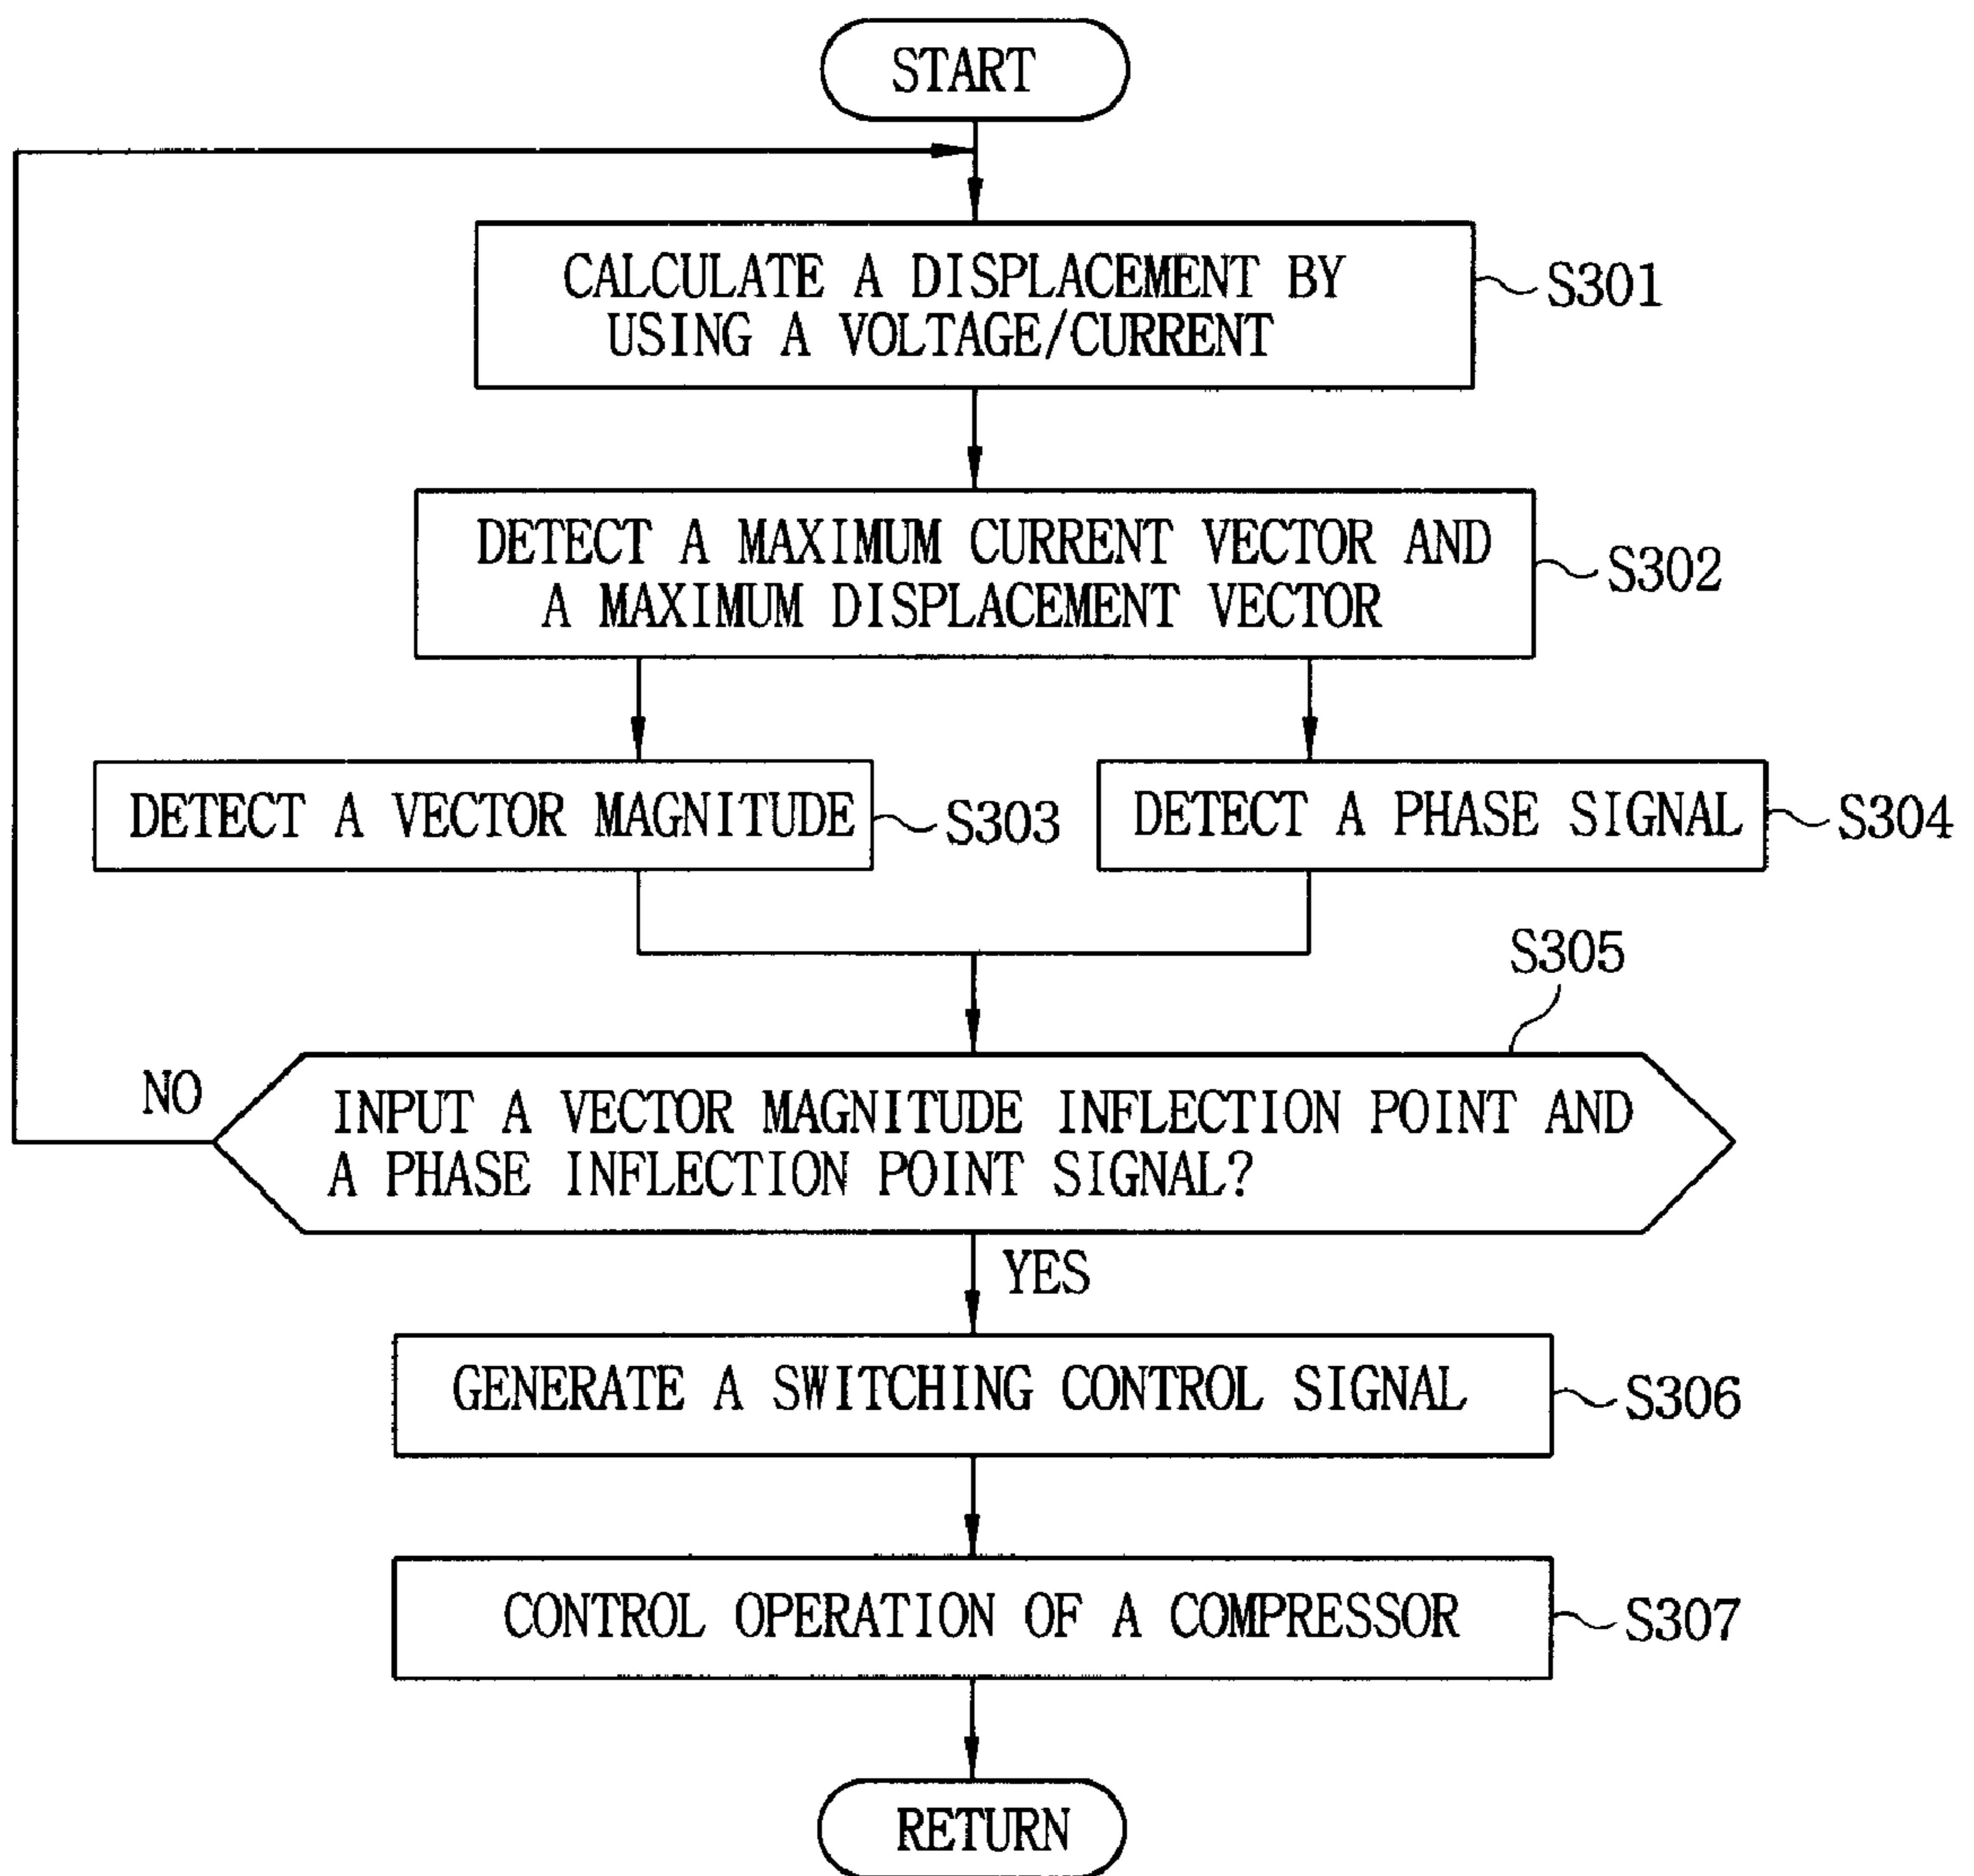 START
CALCULATE A DISPLACEMENT BY
USING A VOLTAGE/CURRENT
S301
DETECT A MAXIMUM CURRENT VECTOR AND
A MAXIMUM DISPLACEMENT VECTOR
S302
DETECT A VECTOR MAGNITUDE
S303
DETECT A PHASE SIGNAL
S304
S305
NO
INPUT A VECTOR MAGNITUDE INFLECTION POINT AND
A PHASE INFLECTION POINT SIGNAL?
YES
GENERATE A SWITCHING CONTROL SIGNAL
S306
CONTROL OPERATION OF A COMPRESSOR
S307
RETURN